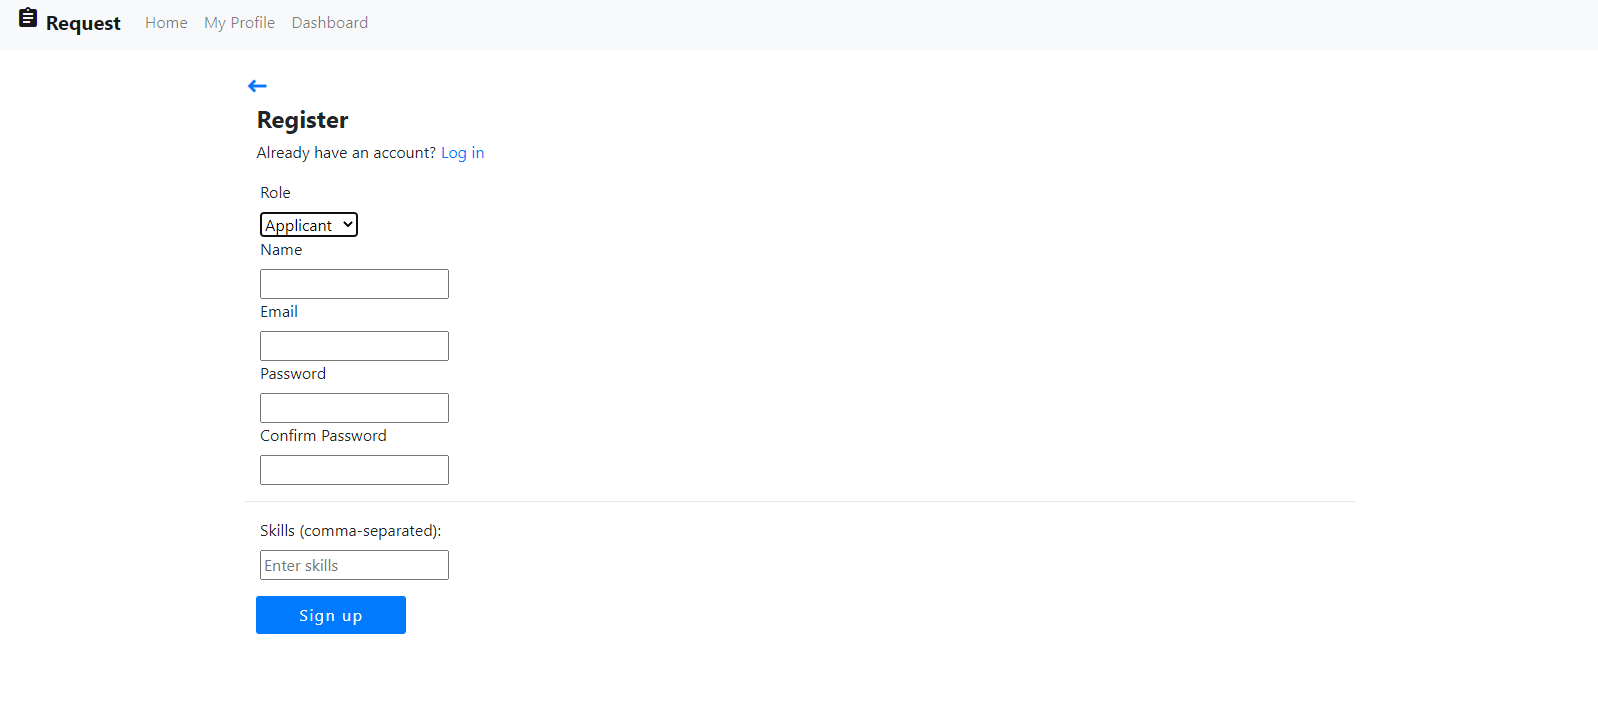 Request Home My Profile Dashboard
Register
Already have an account? Log in
Role
Applicant
Name
Email
Password
Confirm Password
Skills (comma-separated):
Enter skills
Sign up